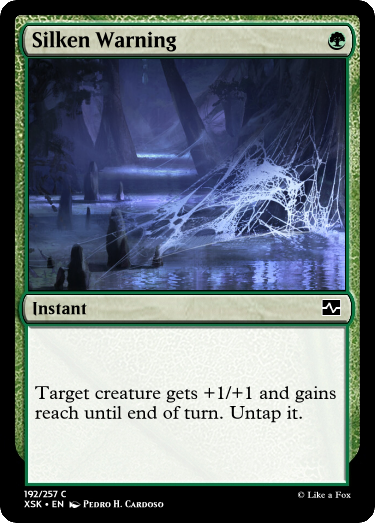 Silken Warning
Instant
Target creature gets +1/+1 and gains
reach until end of turn. Untap it.
192/257 C
XSK • EN Pedro H. Cardoso
© Like a Fox